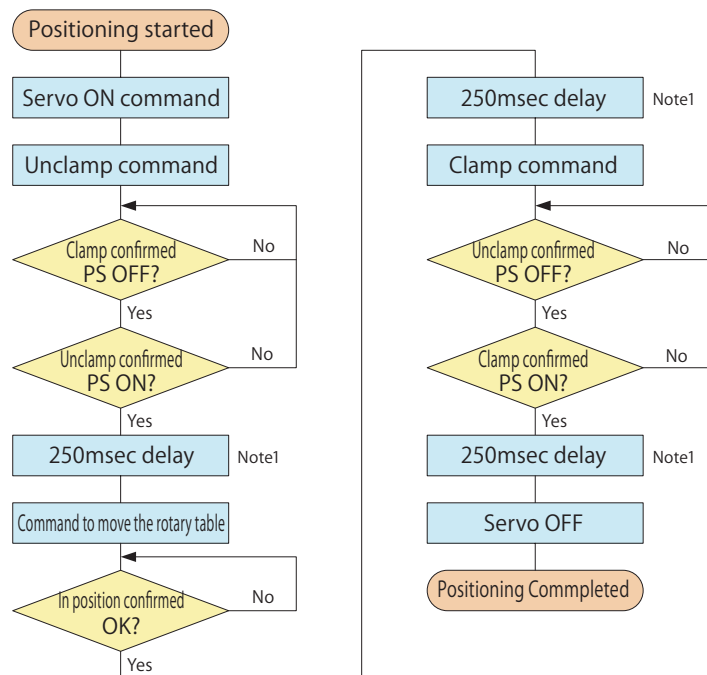 Positioning started
Servo ON command
Unclamp command
Clamp confirmed
PS OFF?
No
Yes
Unclamp confirmed
PS ON?
No
Yes
250msec delay
Note1
Command to move the rotary table
In position confirmed
OK?
No
Yes
250msec delay
Note1
Clamp command
Unclamp confirmed
PS OFF?
No
Yes
Clamp confirmed
PS ON?
No
Yes
250msec delay
Note1
Servo OFF
Positioning Commpleted